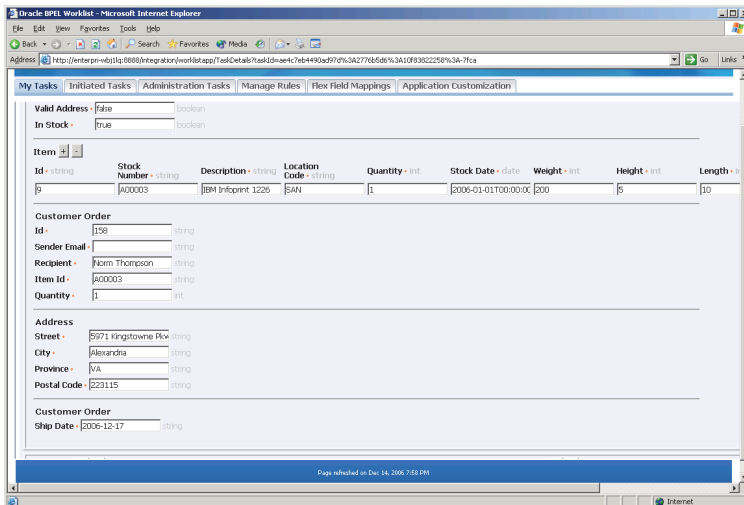 Oracle BPEL Worklist - Microsoft Internet Explorer
File Edit View Favorites Tools Help
Back Search Favorites Media
Address http://enterpri-wbj1lq:8888/integration/worklistapp/TaskDetails?taskId=ae4c7eb4490ad97d%3A2776b5d6%3A10f83822258%3A-7fca Go Links
My Tasks Initiated Tasks Administration Tasks Manage Rules Flex Field Mappings Application Customization
Valid Address * false boolean
In Stock * true boolean
Item + -
Id * string Stock Number * string Description * string Location Code * string Quantity * int Stock Date * date Weight * int Height * int Length * in
9 A00003 IBM Infoprint 1226 SAN 1 2006-01-01T00:00:00 200 5 10
Customer Order
Id * 158 string
Sender Email * string
Recipient * Norm Thompson string
Item Id * A00003 string
Quantity * 1 int
Address
Street * 5971 Kingstowne Pkw string
City * Alexandria string
Province * VA string
Postal Code * 223115 string
Customer Order
Ship Date * 2006-12-17 string
Page refreshed on Dec 14, 2006 7:58 PM
Internet